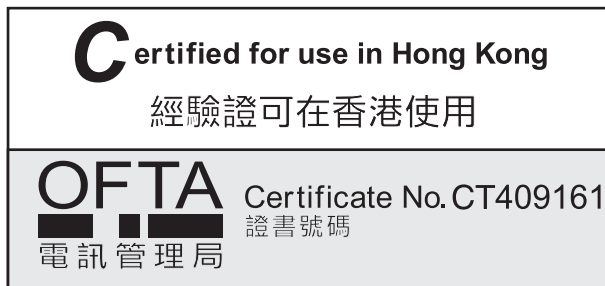 Certified for use in Hong Kong
經驗證可在香港使用
OFTA
電訊管理局
Certificate No. CT409161
證書號碼